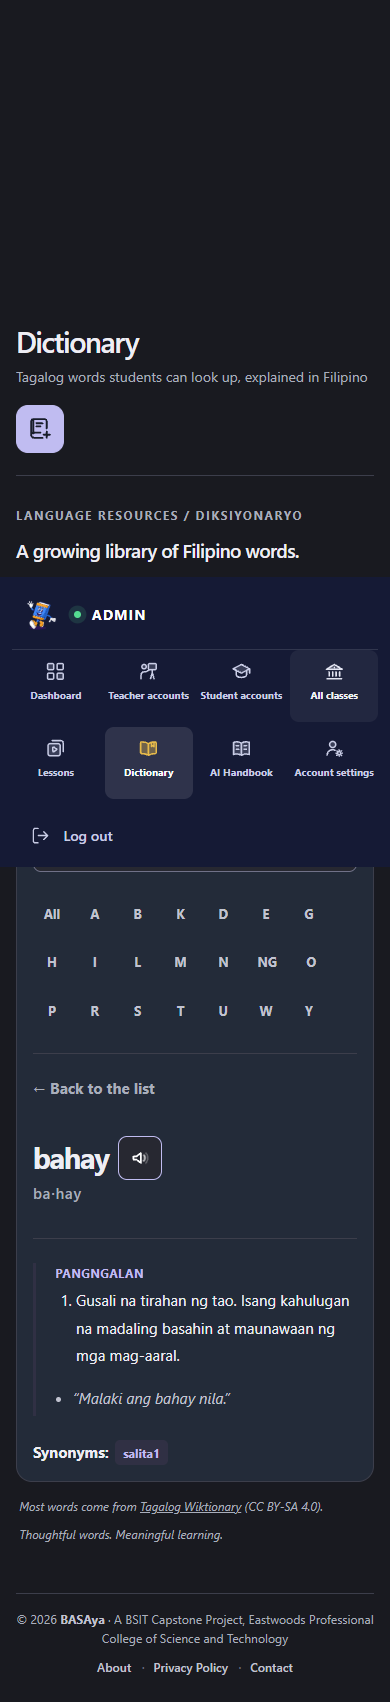 Dictionary
Tagalog words students can look up, explained in Filipino
LANGUAGE RESOURCES / DIKSIYONARYO
A growing library of Filipino words.
ADMIN
Dashboard
Teacher accounts
Student accounts
All classes
Lessons
Dictionary
AI Handbook
Account settings
Log out
All A B K D E G
H I L M N NG O
P R S T U W Y
← Back to the list
bahay
ba·hay
PANGNGALAN
1. Gusali na tirahan ng tao. Isang kahulugan
na madaling basahin at maunawaan ng
mga mag-aaral.
• “Malaki ang bahay nila.”
Synonyms: salita1
Most words come from Tagalog Wiktionary (CC BY-SA 4.0).
Thoughtful words. Meaningful learning.
© 2026 BASAya · A BSIT Capstone Project, Eastwoods Professional
College of Science and Technology
About · Privacy Policy · Contact